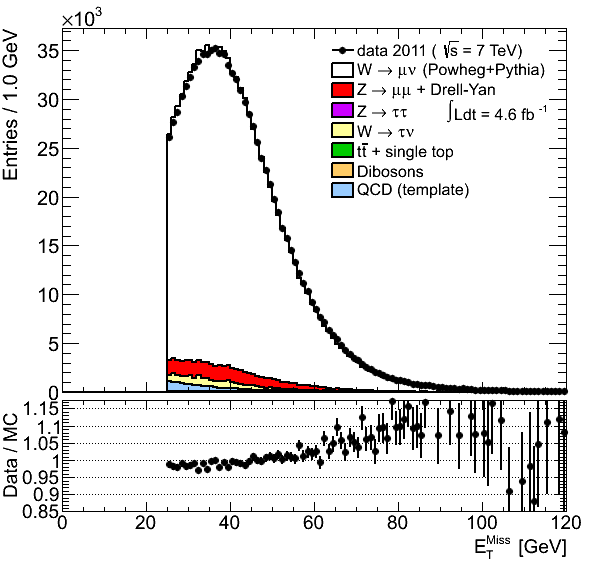 ×10³
Entries / 1.0 GeV
35
30
25
20
15
10
5
0
data 2011 ( √s = 7 TeV)
W → μν (Powheg+Pythia)
Z → μμ + Drell-Yan
Z → ττ
∫Ldt = 4.6 fb⁻¹
W → τν
tt̅ + single top
Dibosons
QCD (template)
Data / MC
1.15
1.1
1.05
1
0.95
0.9
0.85
0 20 40 60 80 100 120
E_T^Miss [GeV]